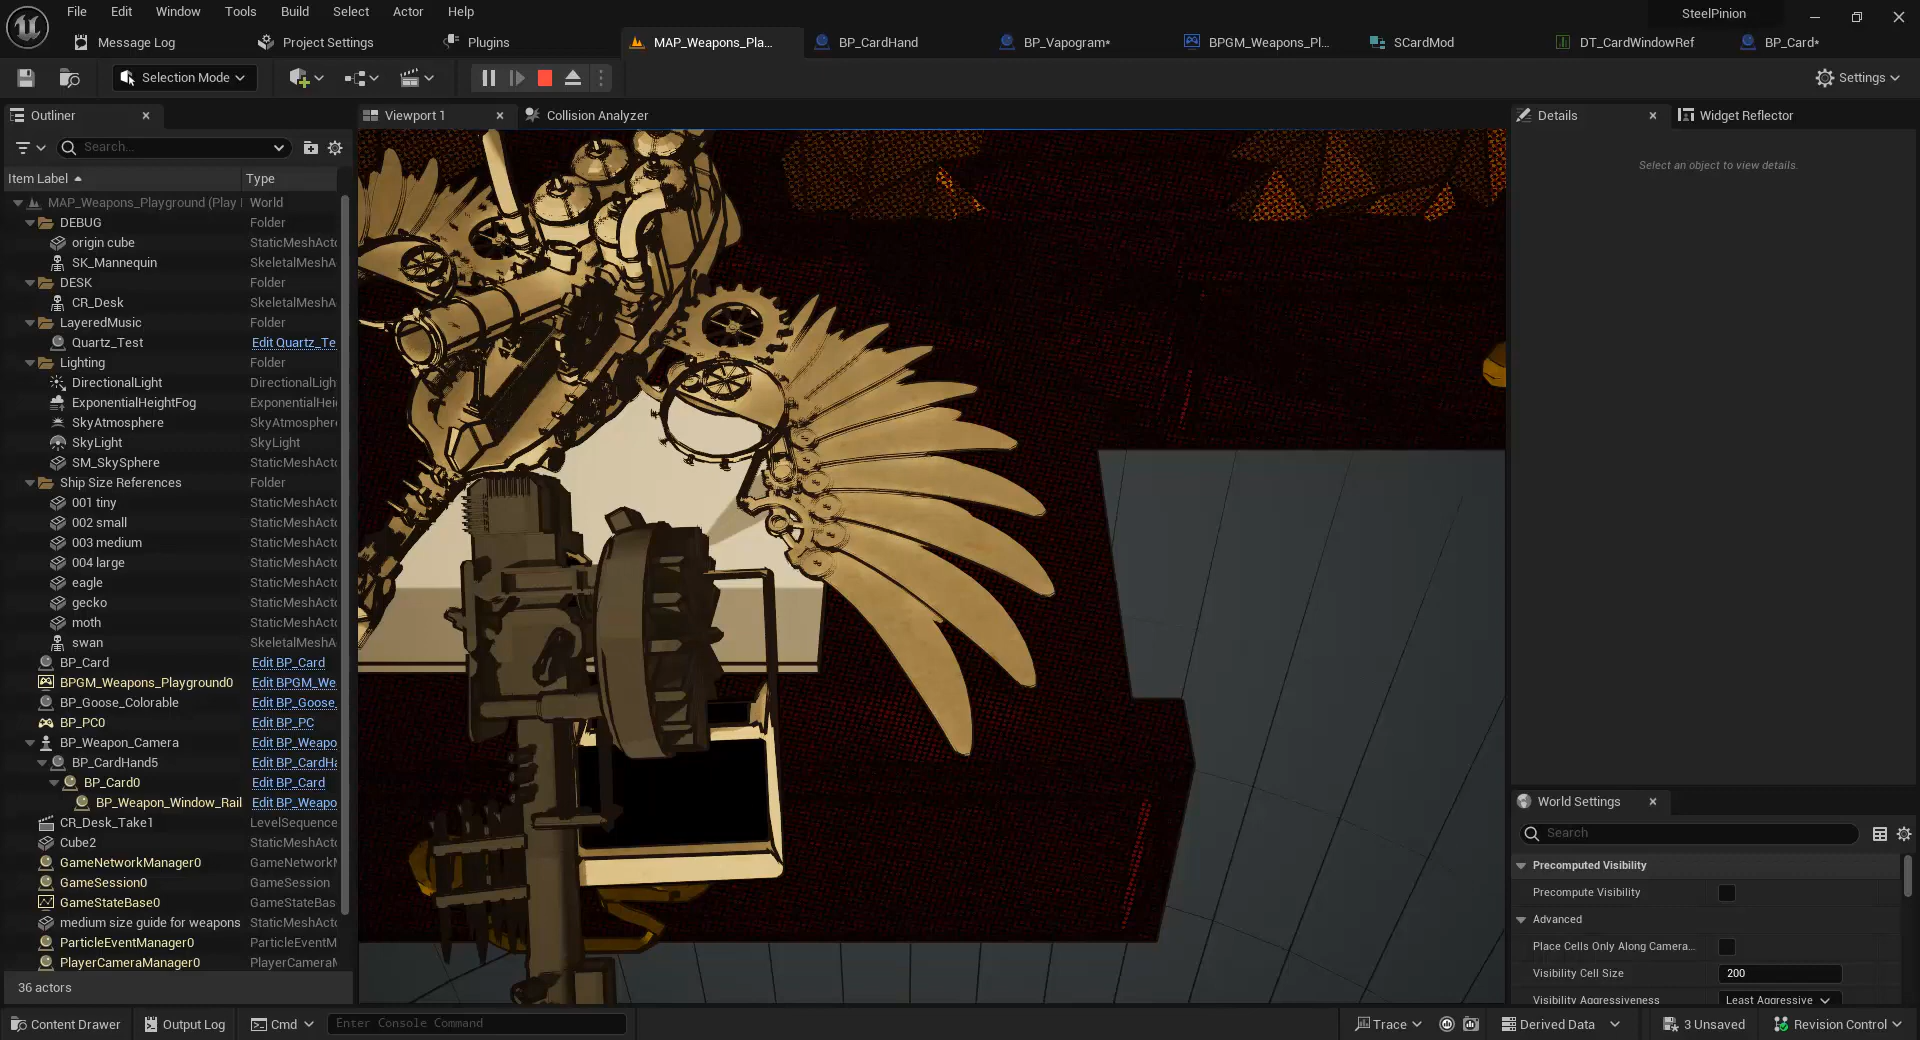 File Edit Window Tools Build Select Actor Help
SteelPinion
Message Log
Project Settings
Plugins
MAP_Weapons_Pla...
BP_CardHand
BP_Vapogram*
BPGM_Weapons_Pl...
SCardMod
DT_CardWindowRef
BP_Card*
Selection Mode
Settings
Outliner
Viewport 1
Collision Analyzer
Details
Widget Reflector
Search...
Select an object to view details.
Item Label Type
MAP_Weapons_Playground (Play World
DEBUG Folder
origin cube StaticMeshActo
SK_Mannequin SkeletalMeshA
DESK Folder
CR_Desk SkeletalMeshA
LayeredMusic Folder
Quartz_Test Edit Quartz_Te
Lighting Folder
DirectionalLight DirectionalLigh
ExponentialHeightFog ExponentialHei
SkyAtmosphere SkyAtmosphere
SkyLight SkyLight
SM_SkySphere StaticMeshActo
Ship Size References Folder
001 tiny StaticMeshActo
002 small StaticMeshActo
003 medium StaticMeshActo
004 large StaticMeshActo
eagle StaticMeshActo
gecko StaticMeshActo
moth StaticMeshActo
swan SkeletalMeshA
BP_Card Edit BP_Card
BPGM_Weapons_Playground0 Edit BPGM_We
BP_Goose_Colorable Edit BP_Goose_
BP_PC0 Edit BP_PC
BP_Weapon_Camera Edit BP_Weapo
BP_CardHand5 Edit BP_CardHa
BP_Card0 Edit BP_Card
BP_Weapon_Window_Rail Edit BP_Weapo
CR_Desk_Take1 LevelSequence
Cube2 StaticMeshActo
GameNetworkManager0 GameNetworkM
GameSession0 GameSession
GameStateBase0 GameStateBas
medium size guide for weapons StaticMeshActo
ParticleEventManager0 ParticleEventM
PlayerCameraManager0 PlayerCameraM
36 actors
World Settings
Search
Precomputed Visibility
Precompute Visibility
Advanced
Place Cells Only Along Camera...
Visibility Cell Size 200
Visibility Aggressiveness Least Aggressive
Content Drawer
Output Log
Cmd
Enter Console Command
Trace
Derived Data
3 Unsaved
Revision Control